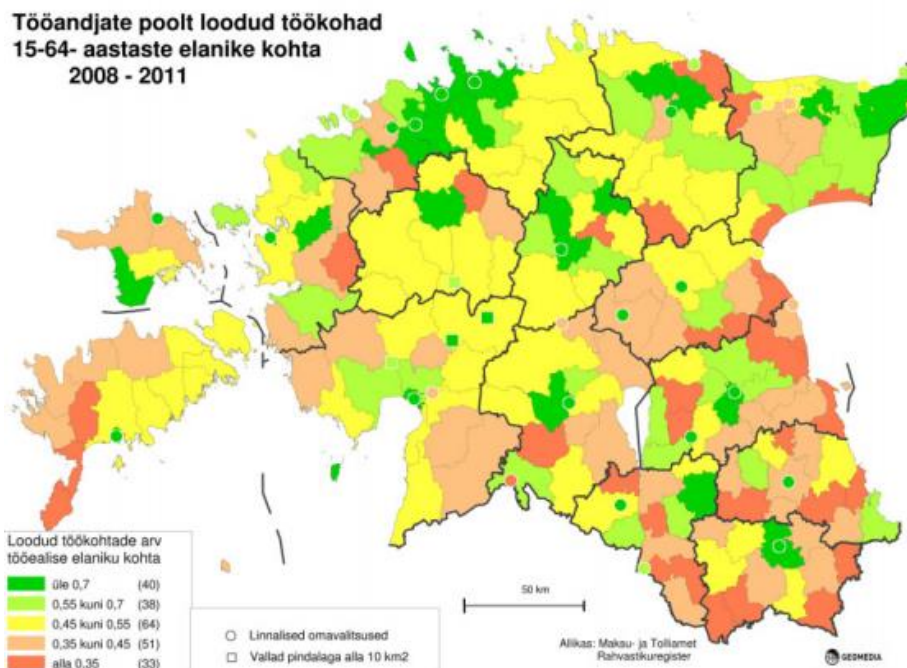 Tööandjate poolt loodud töökohad
15-64- aastaste elanike kohta
2008 - 2011
Loodud töökohtade arv
tööealise elaniku kohta
üle 0,7 (40)
0,55 kuni 0,7 (38)
0,45 kuni 0,55 (64)
0,35 kuni 0,45 (51)
alla 0,35 (33)
Linnalised omavalitsused
Vallad pindalaga alla 10 km2
50 km
Allikas: Maksu- ja Tolliamet
Rahvastikuregister
GEOMEDIA